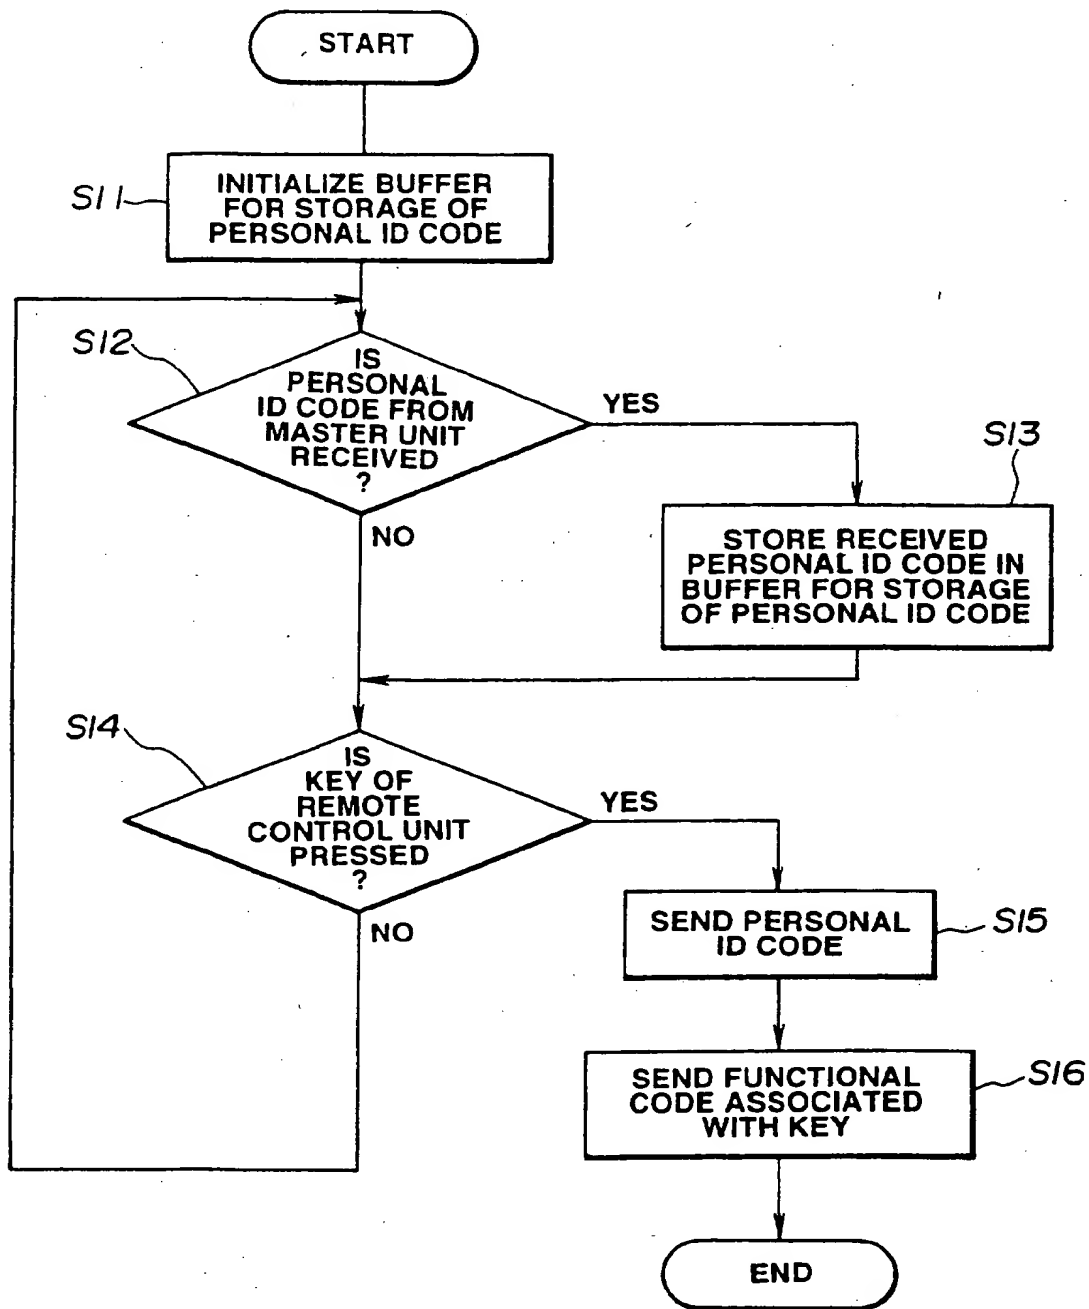 START
S11
INITIALIZE BUFFER
FOR STORAGE OF
PERSONAL ID CODE
S12
IS
PERSONAL
ID CODE FROM
MASTER UNIT
RECEIVED
?
YES
NO
S13
STORE RECEIVED
PERSONAL ID CODE IN
BUFFER FOR STORAGE
OF PERSONAL ID CODE
S14
IS
KEY OF
REMOTE
CONTROL UNIT
PRESSED
?
YES
NO
SEND PERSONAL
ID CODE
S15
SEND FUNCTIONAL
CODE ASSOCIATED
WITH KEY
S16
END